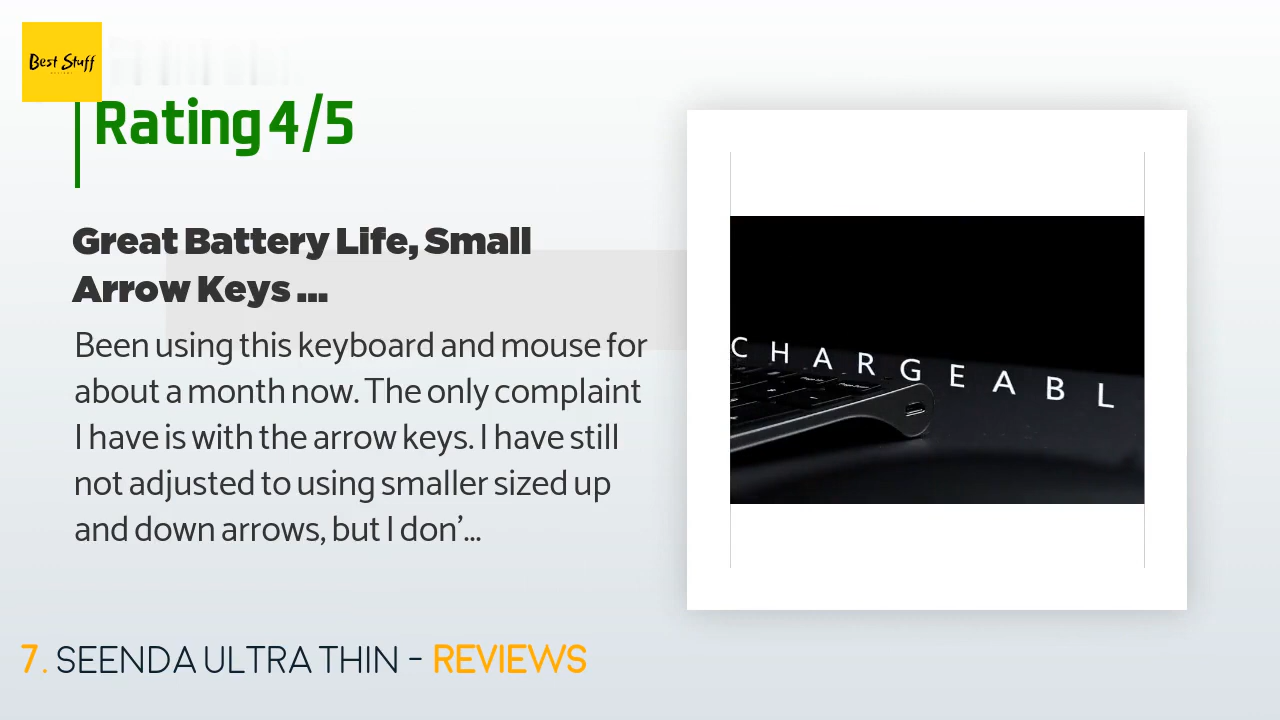 Best Stuff
Rating 4/5
Great Battery Life, Small
Arrow Keys ...
Been using this keyboard and mouse for
about a month now. The only complaint
I have is with the arrow keys. I have still
not adjusted to using smaller sized up
and down arrows, but I don’...
CHARGEABL
7. SEENDA ULTRA THIN - REVIEWS